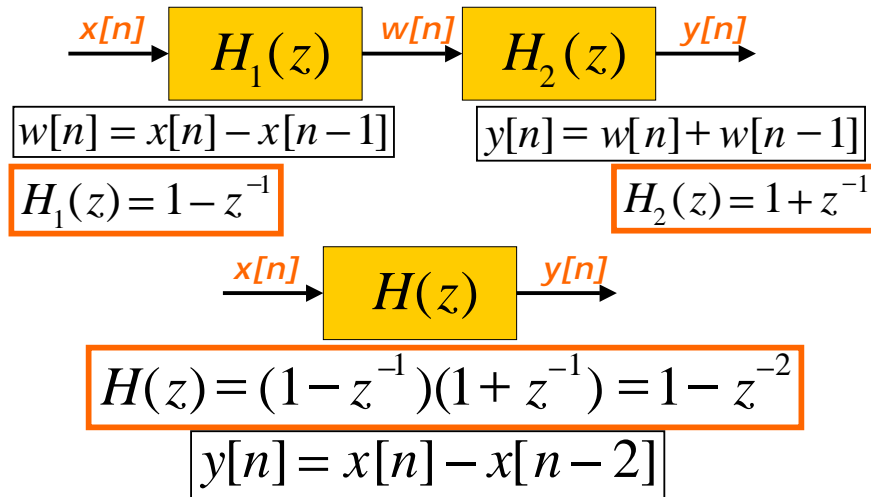 x[n] H₁(z) w[n] H₂(z) y[n]
w[n] = x[n] − x[n−1] y[n] = w[n] + w[n−1]
H₁(z) = 1 − z⁻¹ H₂(z) = 1 + z⁻¹
x[n] H(z) y[n]
H(z) = (1 − z⁻¹)(1 + z⁻¹) = 1 − z⁻²
y[n] = x[n] − x[n−2]